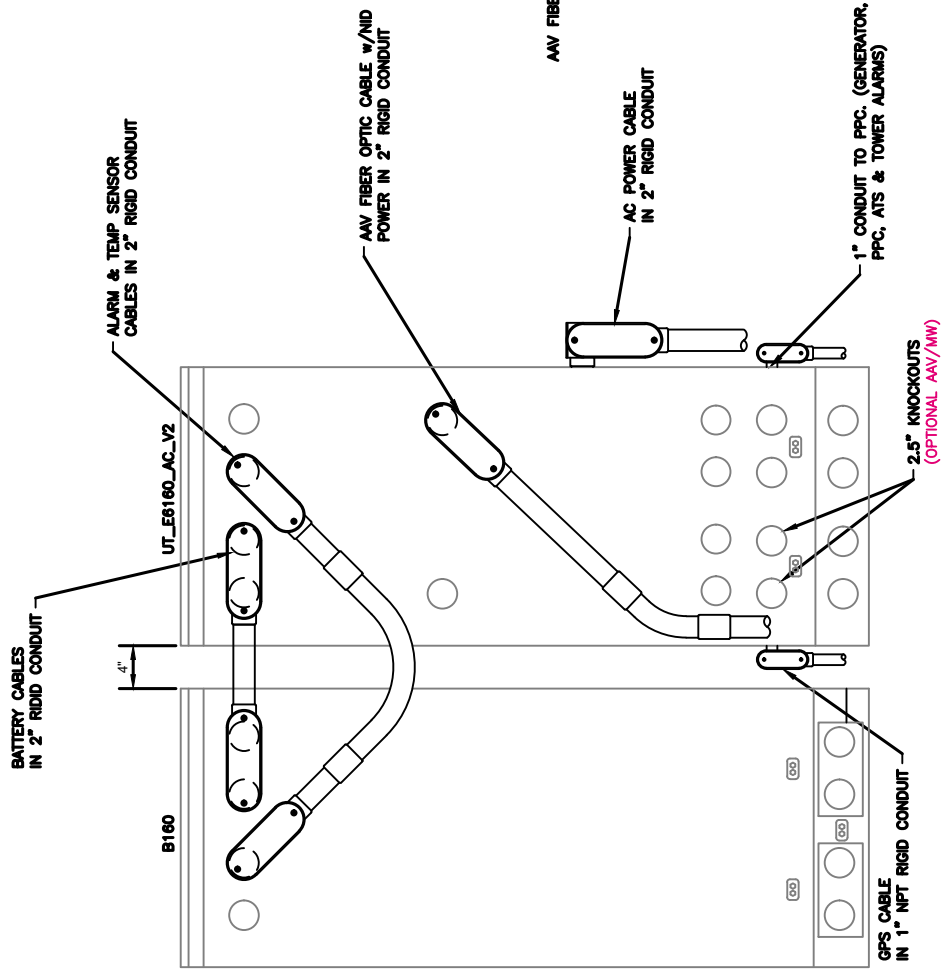 BATTERY CABLES
IN 2" RIDID CONDUIT
ALARM & TEMP SENSOR
CABLES IN 2" RIGID CONDUIT
AAV FIBER OPTIC CABLE w/NID
POWER IN 2" RIGID CONDUIT
AAV FIBE
AC POWER CABLE
IN 2" RIGID CONDUIT
1" CONDUIT TO PPC. (GENERATOR,
PPC, ATS & TOWER ALARMS)
2.5" KNOCKOUTS
(OPTIONAL AAV/MW)
GPS CABLE
IN 1" NPT RIGID CONDUIT
B160
4"
UT_E6160_AC_V2